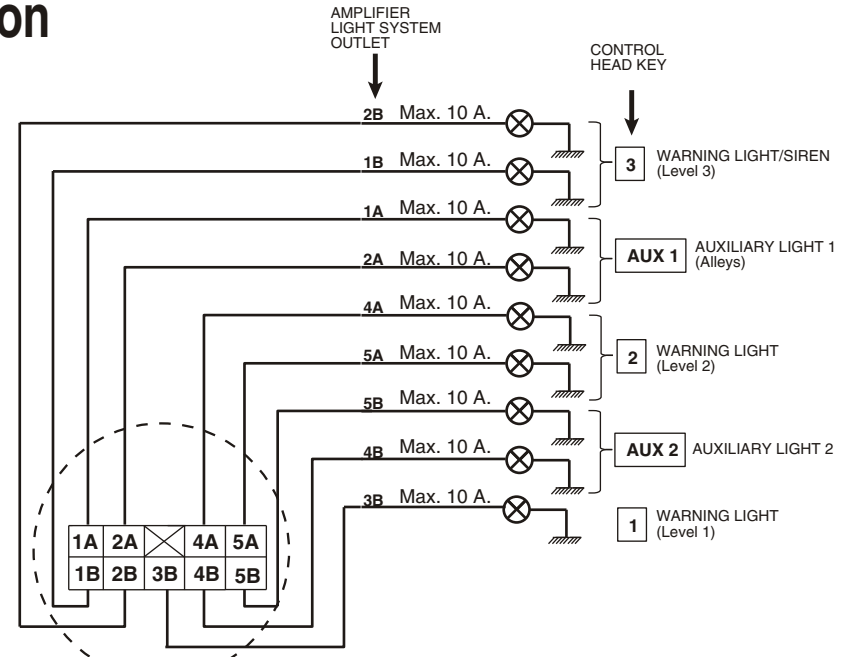 on
AMPLIFIER
LIGHT SYSTEM
OUTLET
CONTROL
HEAD KEY
2B Max. 10 A.
1B Max. 10 A.
3 WARNING LIGHT/SIREN
(Level 3)
1A Max. 10 A.
2A Max. 10 A.
AUX 1 AUXILIARY LIGHT 1
(Alleys)
4A Max. 10 A.
5A Max. 10 A.
2 WARNING LIGHT
(Level 2)
5B Max. 10 A.
4B Max. 10 A.
AUX 2 AUXILIARY LIGHT 2
3B Max. 10 A.
1 WARNING LIGHT
(Level 1)
1A 2A 4A 5A
1B 2B 3B 4B 5B